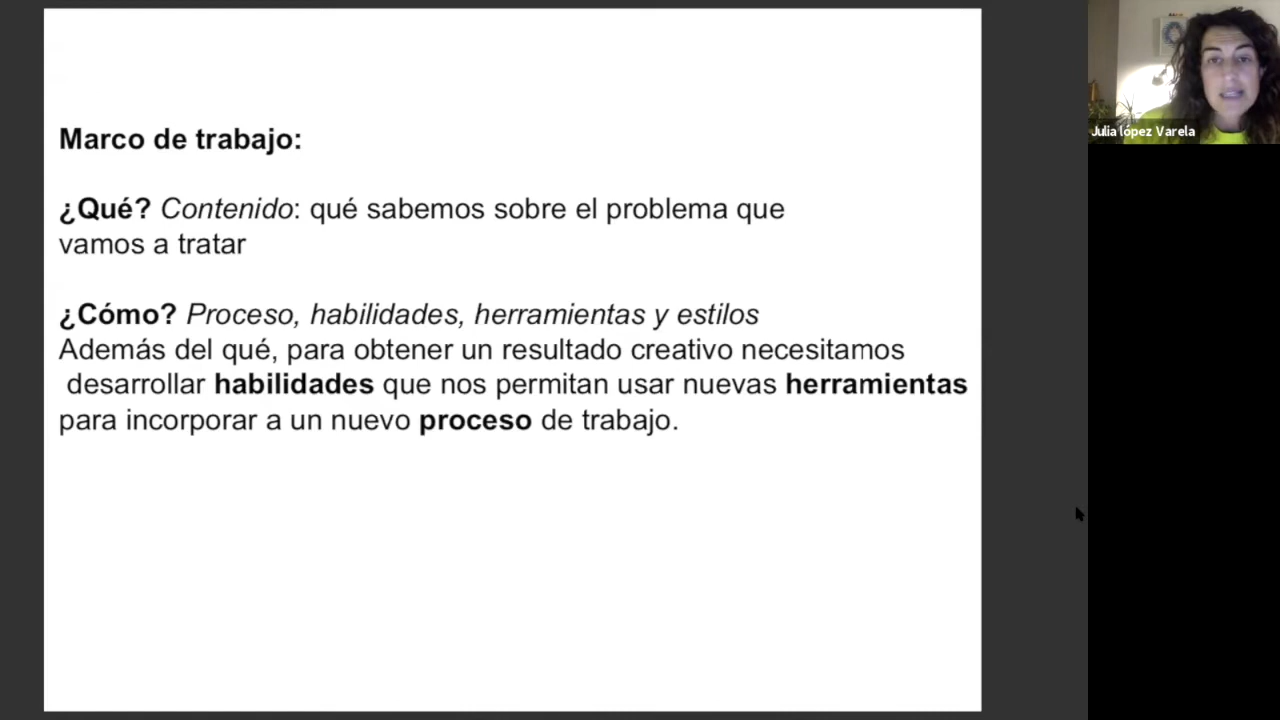 Marco de trabajo:
¿Qué? Contenido: qué sabemos sobre el problema que
vamos a tratar
¿Cómo? Proceso, habilidades, herramientas y estilos
Además del qué, para obtener un resultado creativo necesitamos
desarrollar habilidades que nos permitan usar nuevas herramientas
para incorporar a un nuevo proceso de trabajo.
Julia lópez Varela